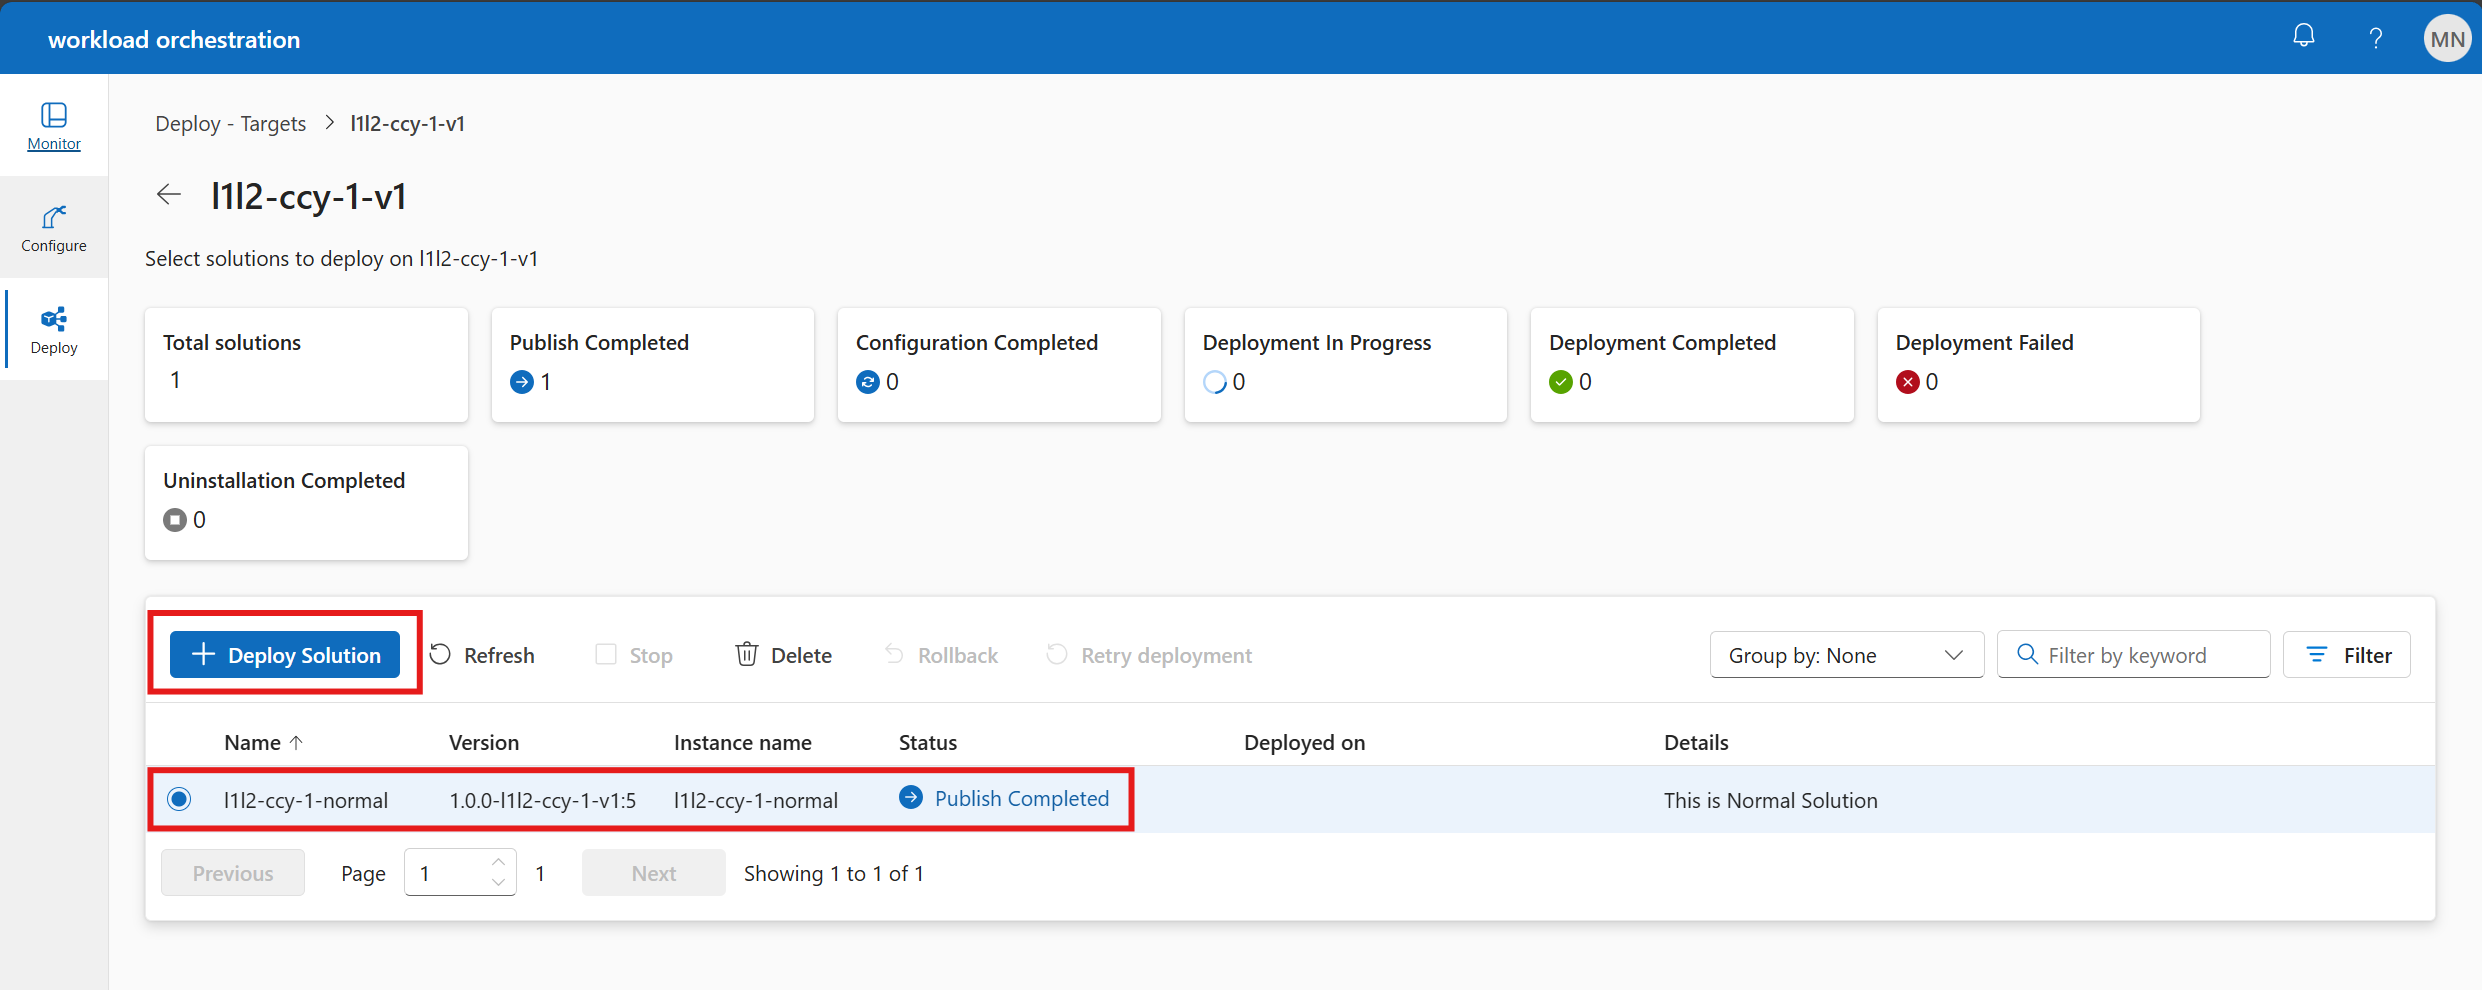 workload orchestration
MN
Monitor
Configure
Deploy
Deploy - Targets > l1l2-ccy-1-v1
l1l2-ccy-1-v1
Select solutions to deploy on l1l2-ccy-1-v1
Total solutions
1
Publish Completed
1
Configuration Completed
0
Deployment In Progress
0
Deployment Completed
0
Deployment Failed
0
Uninstallation Completed
0
Deploy Solution Refresh Stop Delete Rollback Retry deployment Group by: None Filter by keyword Filter
Name Version Instance name Status Deployed on Details
l1l2-ccy-1-normal 1.0.0-l1l2-ccy-1-v1:5 l1l2-ccy-1-normal Publish Completed This is Normal Solution
Previous Page 1 1 Next Showing 1 to 1 of 1